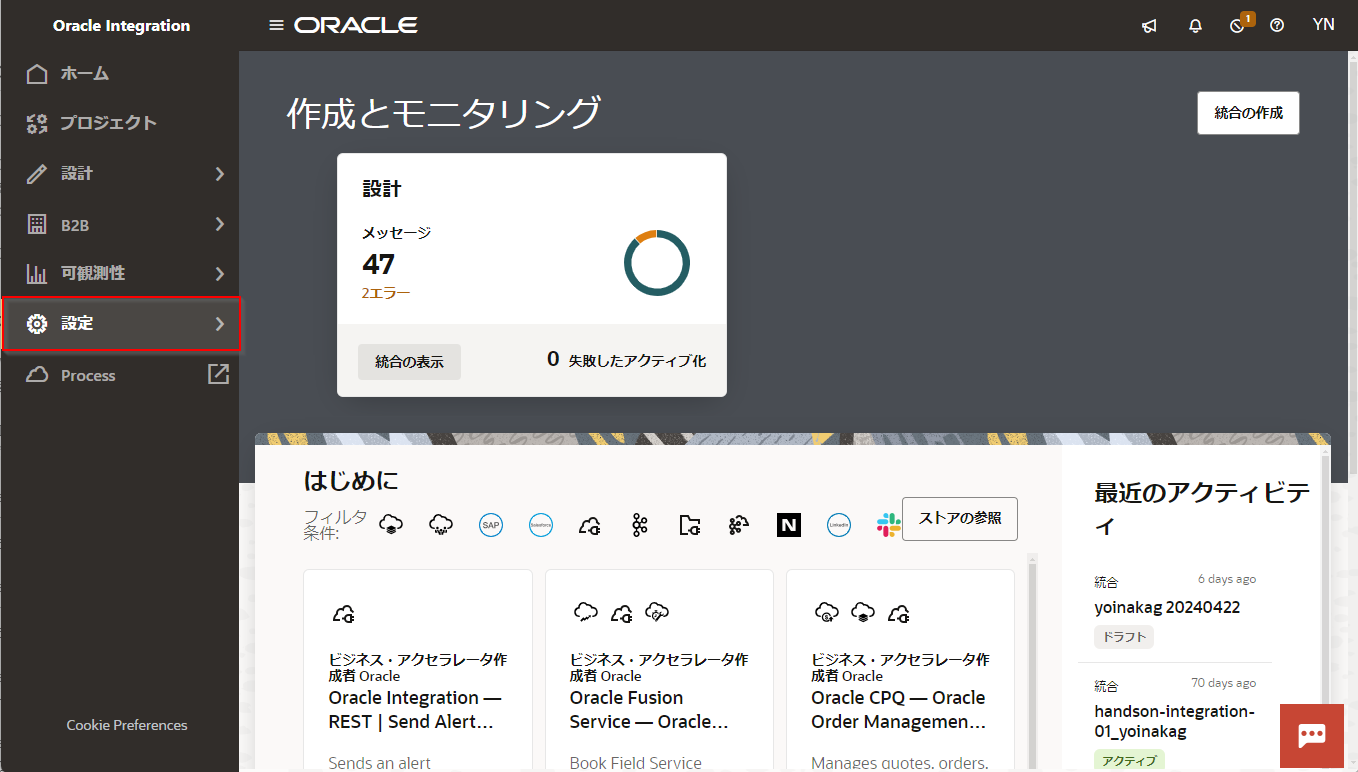 Oracle Integration
ORACLE
1
YN
ホーム
プロジェクト
設計
B2B
可観測性
設定
Process
Cookie Preferences
作成とモニタリング
統合の作成
設計
メッセージ
47
2エラー
統合の表示
0 失敗したアクティブ化
はじめに
フィルタ
条件:
SAP
salesforce
N
Linkedin
ストアの参照
ビジネス・アクセラレータ作
成者 Oracle
Oracle Integration —
REST | Send Alert...
Sends an alert
ビジネス・アクセラレータ作
成者 Oracle
Oracle Fusion
Service — Oracle...
Book Field Service
ビジネス・アクセラレータ作
成者 Oracle
Oracle CPQ — Oracle
Order Managemen...
Manages quotes, orders,
最近のアクティビテ
ィ
統合
6 days ago
yoinakag 20240422
ドラフト
統合
70 days ago
handson-integration-
01_yoinakag
アクティブ